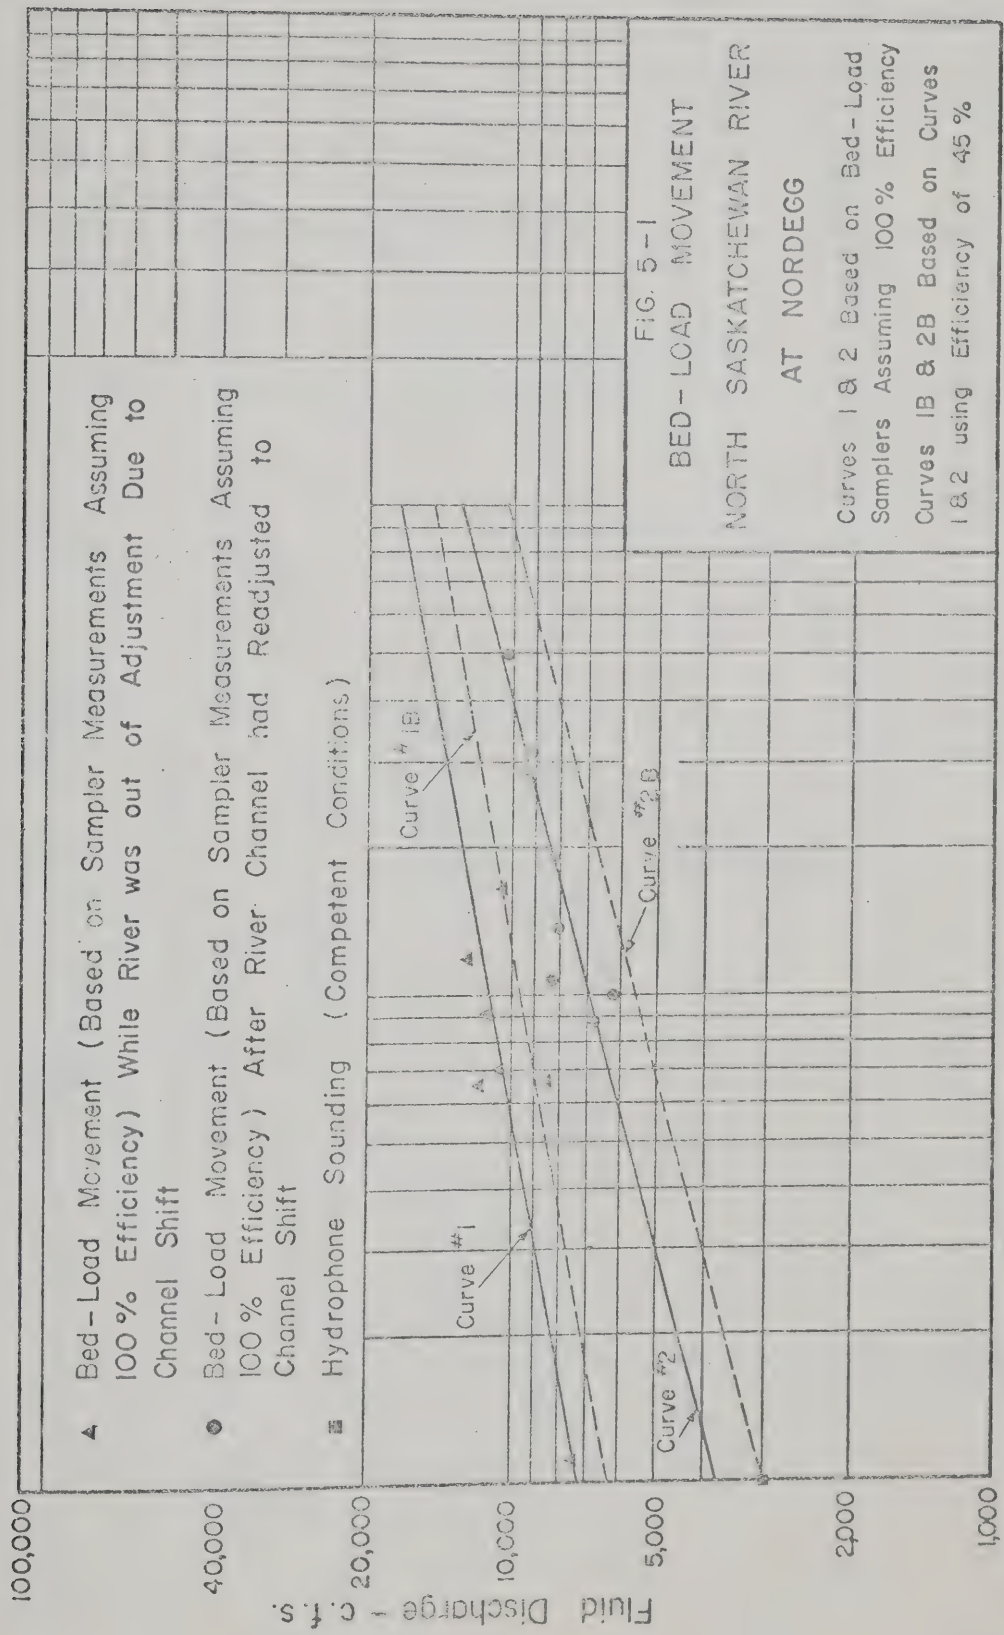 100,000
40,000
20,000
10,000
5,000
2,000
1,000
Fluid Discharge - c.f.s.
▲ Bed-Load Movement (Based on Sampler Measurements Assuming
100 % Efficiency) While River was out of Adjustment Due to
Channel Shift
● Bed-Load Movement (Based on Sampler Measurements Assuming
100 % Efficiency) After River Channel had Readjusted to
Channel Shift
■ Hydrophone Sounding (Competent Conditions)
Curve #1
Curve #1B
Curve #2
Curve #2B
FIG. 5-1
BED-LOAD MOVEMENT
NORTH SASKATCHEWAN RIVER
AT NORDEGG
Curves 1 & 2 Based on Bed-Load
Samplers Assuming 100 % Efficiency
Curves 1B & 2B Based on Curves
1 & 2 using Efficiency of 45 %